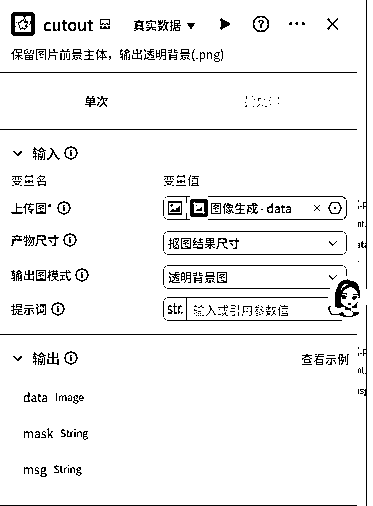 cutout 真实数据
保留图片前景主体，输出透明背景(.png)
单次
输入
变量名 变量值
上传图* 图像生成 - data
产物尺寸 抠图结果尺寸
输出图模式 透明背景图
提示词 str. 输入或引用参数值
输出 查看示例
data Image
mask String
msg String